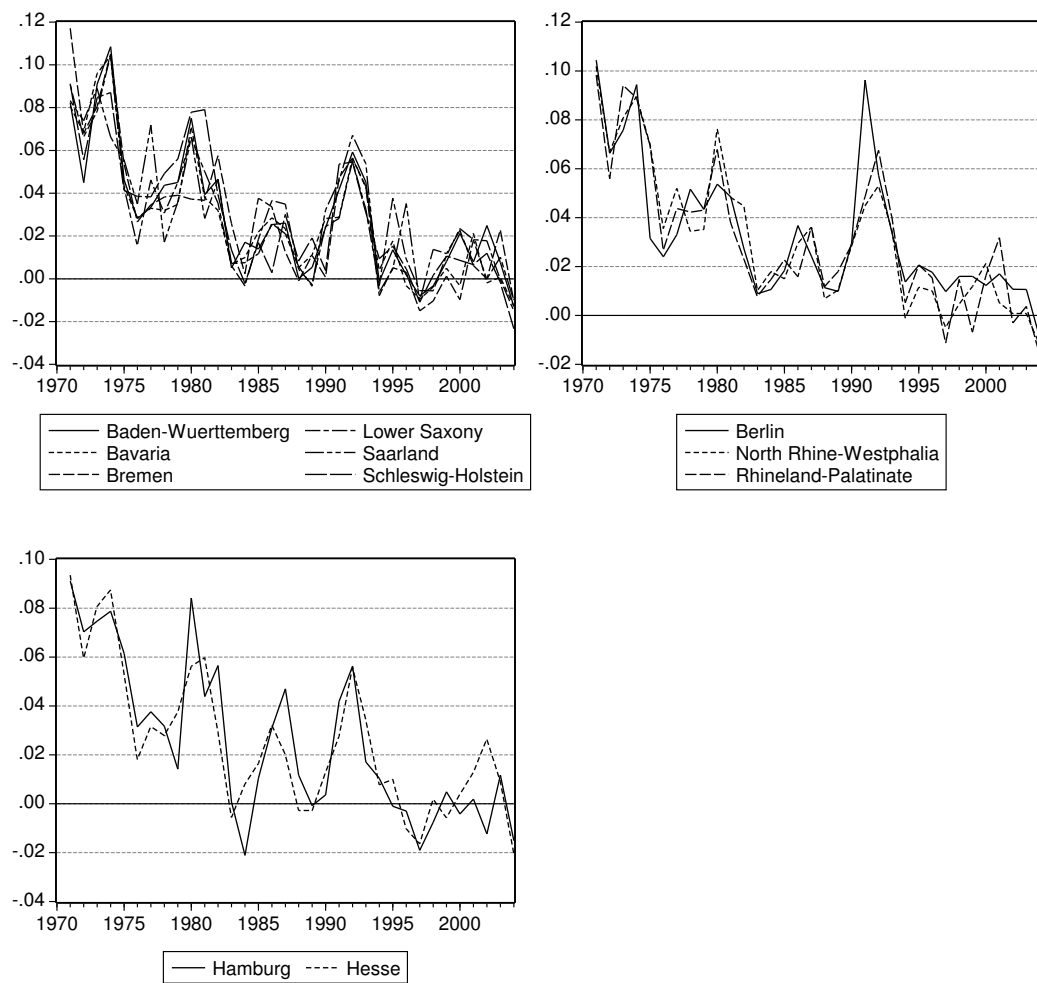 .12
.10
.08
.06
.04
.02
.00
-.02
-.04
1970 1975 1980 1985 1990 1995 2000
Baden-Wuerttemberg Lower Saxony
Bavaria Saarland
Bremen Schleswig-Holstein
.12
.10
.08
.06
.04
.02
.00
-.02
1970 1975 1980 1985 1990 1995 2000
Berlin
North Rhine-Westphalia
Rhineland-Palatinate
.10
.08
.06
.04
.02
.00
-.02
-.04
1970 1975 1980 1985 1990 1995 2000
Hamburg Hesse